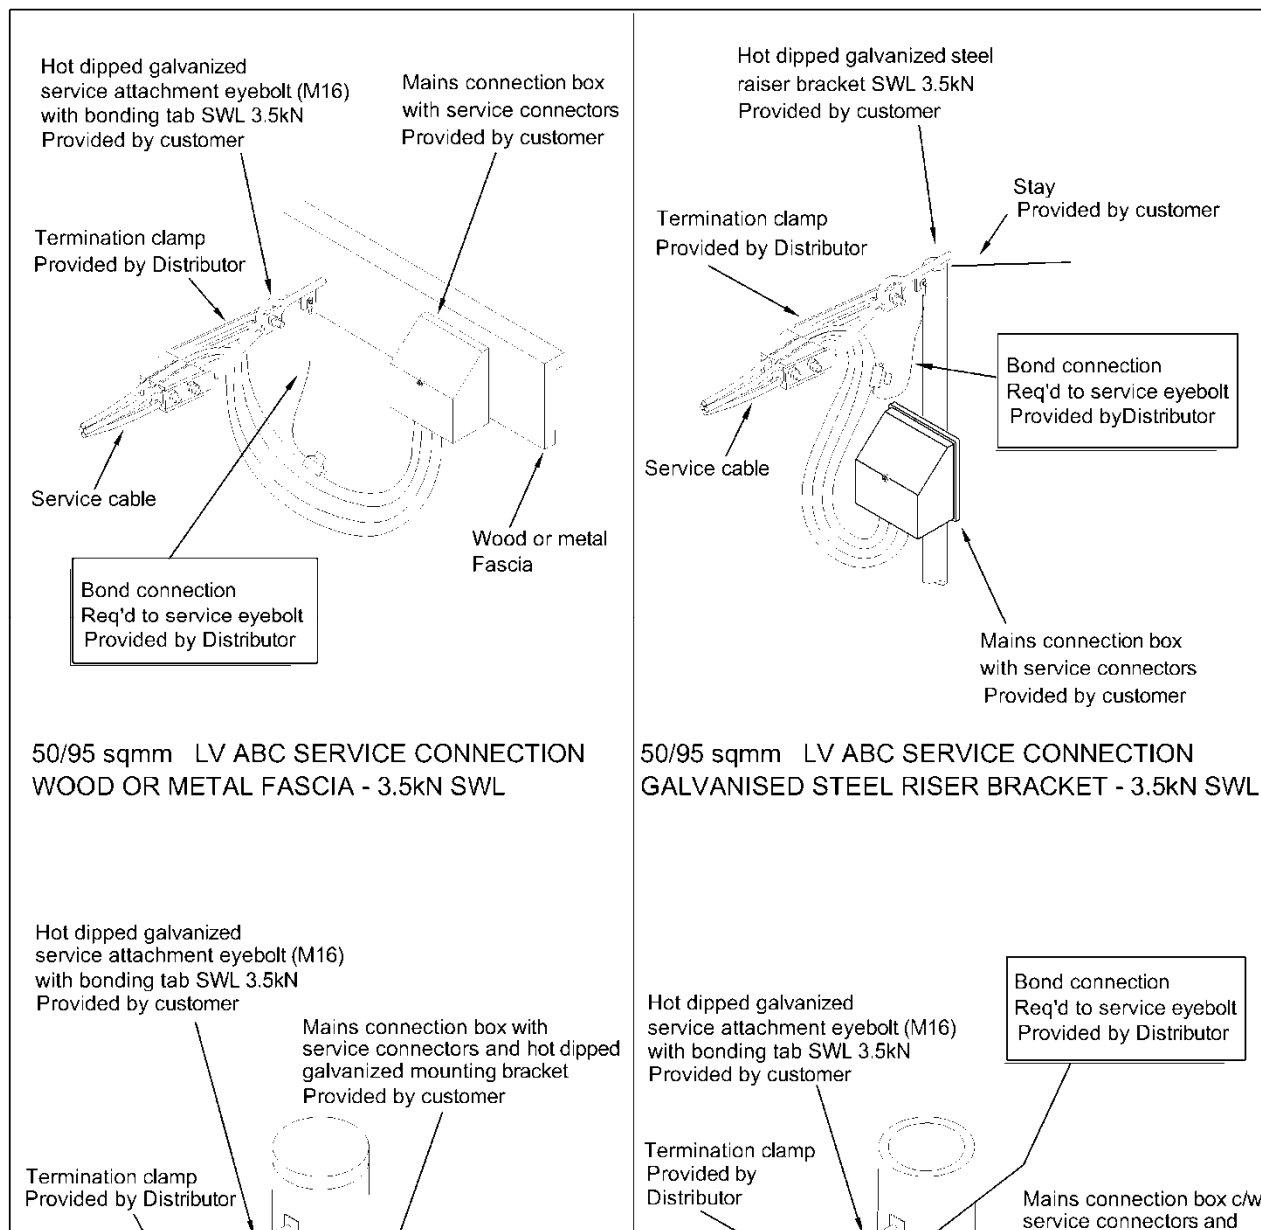 Hot dipped galvanized
service attachment eyebolt (M16)
with bonding tab SWL 3.5kN
Provided by customer
Mains connection box
with service connectors
Provided by customer
Termination clamp
Provided by Distributor
Service cable
Wood or metal
Fascia
Bond connection
Req'd to service eyebolt
Provided by Distributor
50/95 sqmm LV ABC SERVICE CONNECTION
WOOD OR METAL FASCIA - 3.5kN SWL
Hot dipped galvanized steel
raiser bracket SWL 3.5kN
Provided by customer
Stay
Provided by customer
Termination clamp
Provided by Distributor
Bond connection
Req'd to service eyebolt
Provided byDistributor
Service cable
Mains connection box
with service connectors
Provided by customer
50/95 sqmm LV ABC SERVICE CONNECTION
GALVANISED STEEL RISER BRACKET - 3.5kN SWL
Hot dipped galvanized
service attachment eyebolt (M16)
with bonding tab SWL 3.5kN
Provided by customer
Mains connection box with
service connectors and hot dipped
galvanized mounting bracket
Provided by customer
Termination clamp
Provided by Distributor
Hot dipped galvanized
service attachment eyebolt (M16)
with bonding tab SWL 3.5kN
Provided by customer
Bond connection
Req'd to service eyebolt
Provided by Distributor
Termination clamp
Provided by
Distributor
Mains connection box c/w
service connectors and